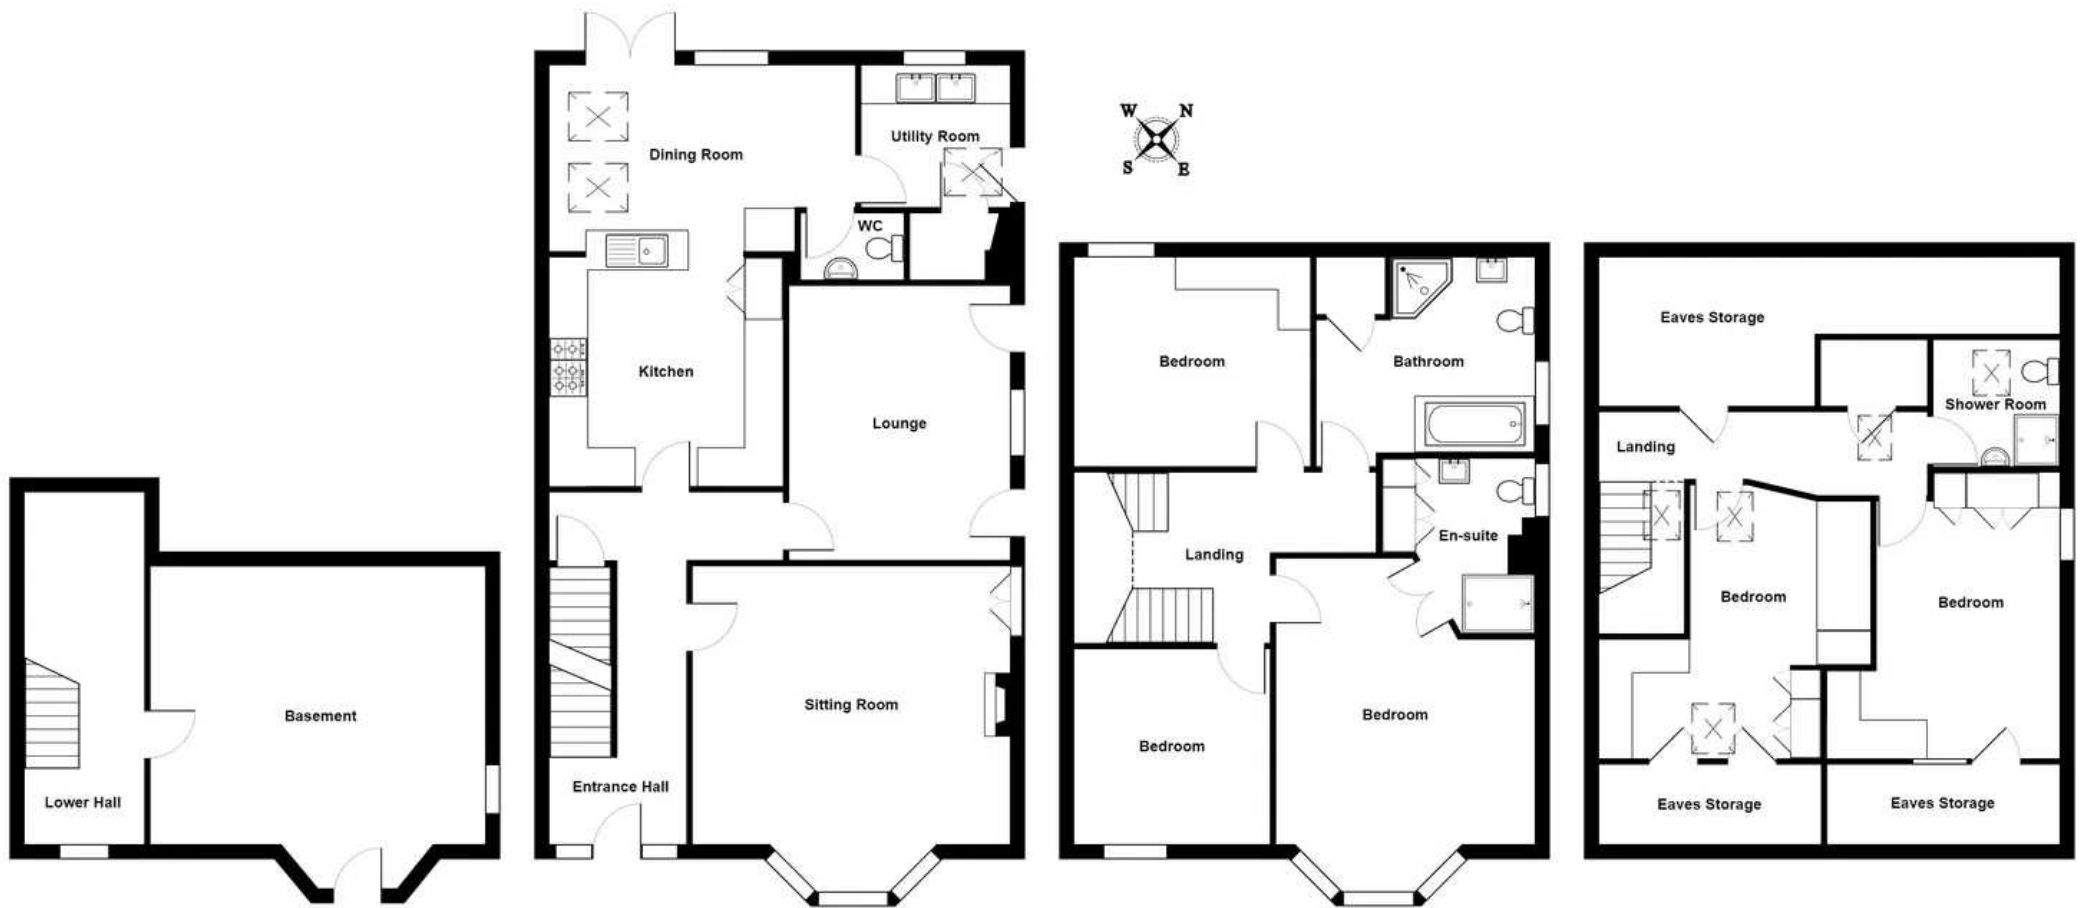 Lower Hall
Basement
Dining Room
Utility Room
WC
Kitchen
Lounge
Sitting Room
Entrance Hall
W N
S E
Bedroom
Bathroom
En-suite
Landing
Bedroom
Bedroom
Eaves Storage
Shower Room
Landing
Bedroom
Bedroom
Eaves Storage
Eaves Storage